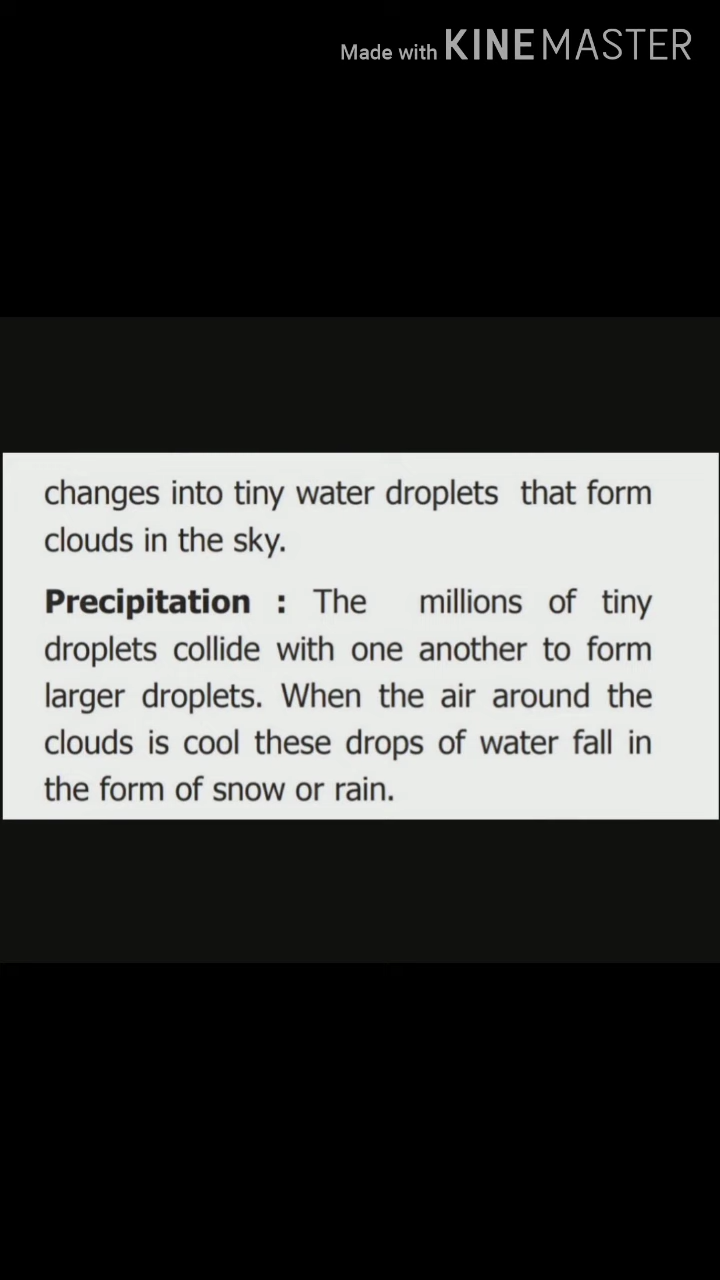 Made with KINEMASTER
changes into tiny water droplets that form
clouds in the sky.
Precipitation : The millions of tiny
droplets collide with one another to form
larger droplets. When the air around the
clouds is cool these drops of water fall in
the form of snow or rain.